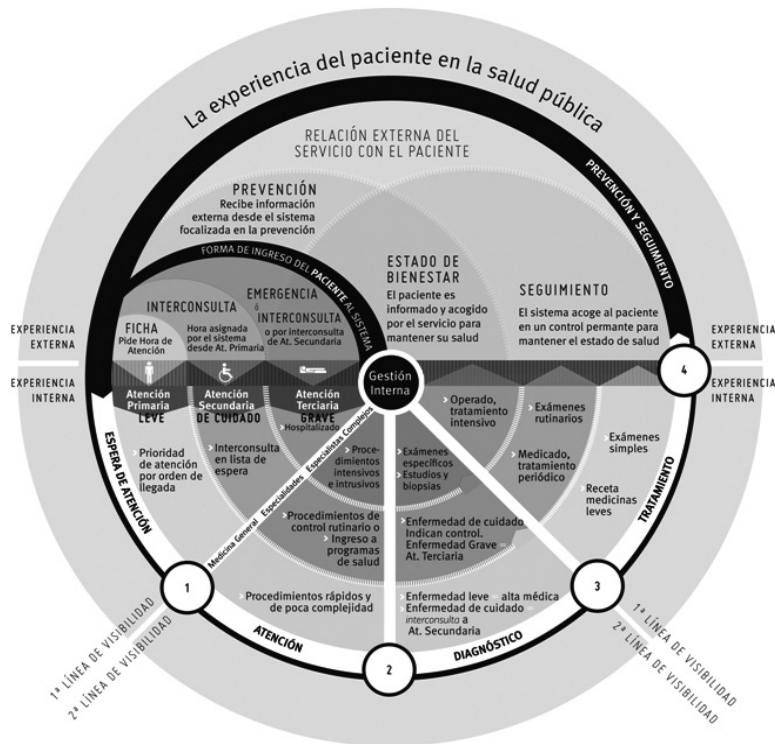 La experiencia del paciente en la salud pública
RELACIÓN EXTERNA DEL
SERVICIO CON EL PACIENTE
PREVENCIÓN Y SEGUIMIENTO
PREVENCIÓN
Recibe información
externa desde el sistema
focalizada en la prevención
FORMA DE INGRESO DEL PACIENTE AL SISTEMA
ESTADO DE
BIENESTAR
El paciente es
informado y acogido
por el servicio para
mantener su salud
SEGUIMIENTO
El sistema acoge al paciente
en un control permante para
mantener el estado de salud
EMERGENCIA
ó
INTERCONSULTA
o por interconsulta
de At. Secundaria
INTERCONSULTA
Hora asignada
por el sistema
desde At. Primaria
FICHA
Pide Hora de
Atención
EXPERIENCIA
EXTERNA
EXPERIENCIA
INTERNA
EXPERIENCIA
EXTERNA
EXPERIENCIA
INTERNA
Gestión
Interna
4
Atención
Primaria
LEVE
Atención
Secundaria
DE CUIDADO
Atención
Terciaria
GRAVE
› Hospitalizado
ESPERA DE ATENCIÓN
› Prioridad
de atención
por orden de
llegada
› Interconsulta
en lista de
espera
Medicina General Especialidades Especialistas Complejos
› Proce-
dimientos
intensivos
e intrusivos
› Exámenes
específicos
› Estudios y
biopsias
› Operado,
tratamiento
intensivo
› Exámenes
rutinarios
› Medicado,
tratamiento
periódico
› Exámenes
simples
› Receta
medicinas
leves
TRATAMIENTO
› Procedimientos de
control rutinario o
› Ingreso a
programas
de salud
› Enfermedad de cuidado
Indican control.
Enfermedad Grave =
At. Terciaria
1
3
› Procedimientos rápidos y
de poca complejidad
› Enfermedad leve = alta médica
› Enfermedad de cuidado =
interconsulta a
At. Secundaria
ATENCIÓN
2
DIAGNÓSTICO
1ª LÍNEA DE VISIBILIDAD
2ª LÍNEA DE VISIBILIDAD
1ª LÍNEA DE VISIBILIDAD
2ª LÍNEA DE VISIBILIDAD